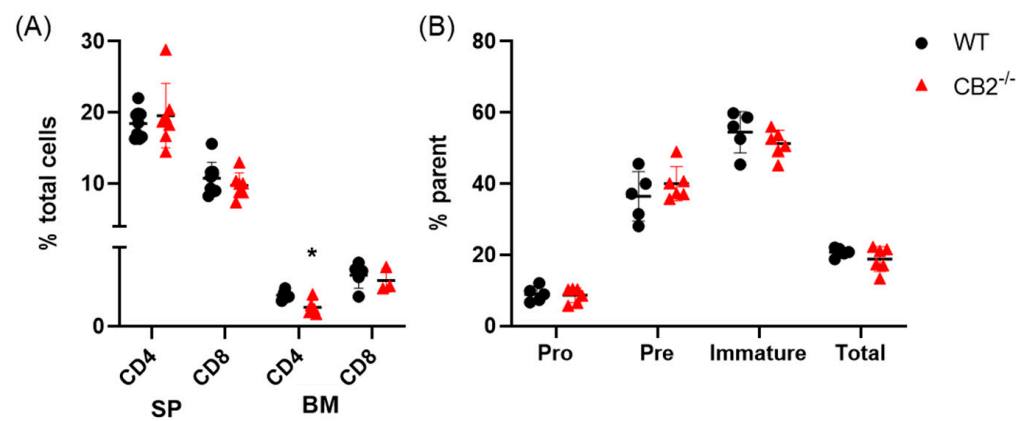 (A)
% total cells
30
20
10
0
*
CD4
CD8
CD4
CD8
SP
BM
(B)
% parent
80
60
40
20
0
Pro
Pre
Immature
Total
WT
CB2⁻/⁻